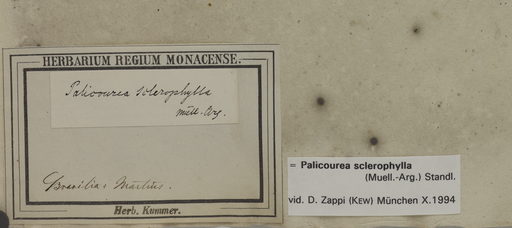 HERBARIUM REGIUM MONACENSE.
Palicourea sclerophylla
Müll.-Arg.
Brasilia: Martius.
Herb. Kummer.
= Palicourea sclerophylla
(Muell.-Arg.) Standl.
vid. D. Zappi (KEW) München X.1994